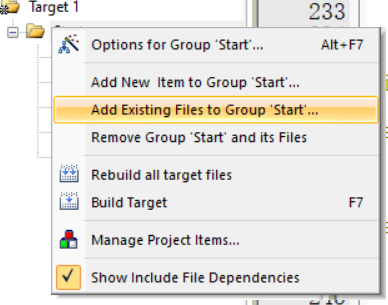 Target 1
233
Options for Group 'Start'... Alt+F7
Add New Item to Group 'Start'...
Add Existing Files to Group 'Start'...
Remove Group 'Start' and its Files
Rebuild all target files
Build Target F7
Manage Project Items...
Show Include File Dependencies